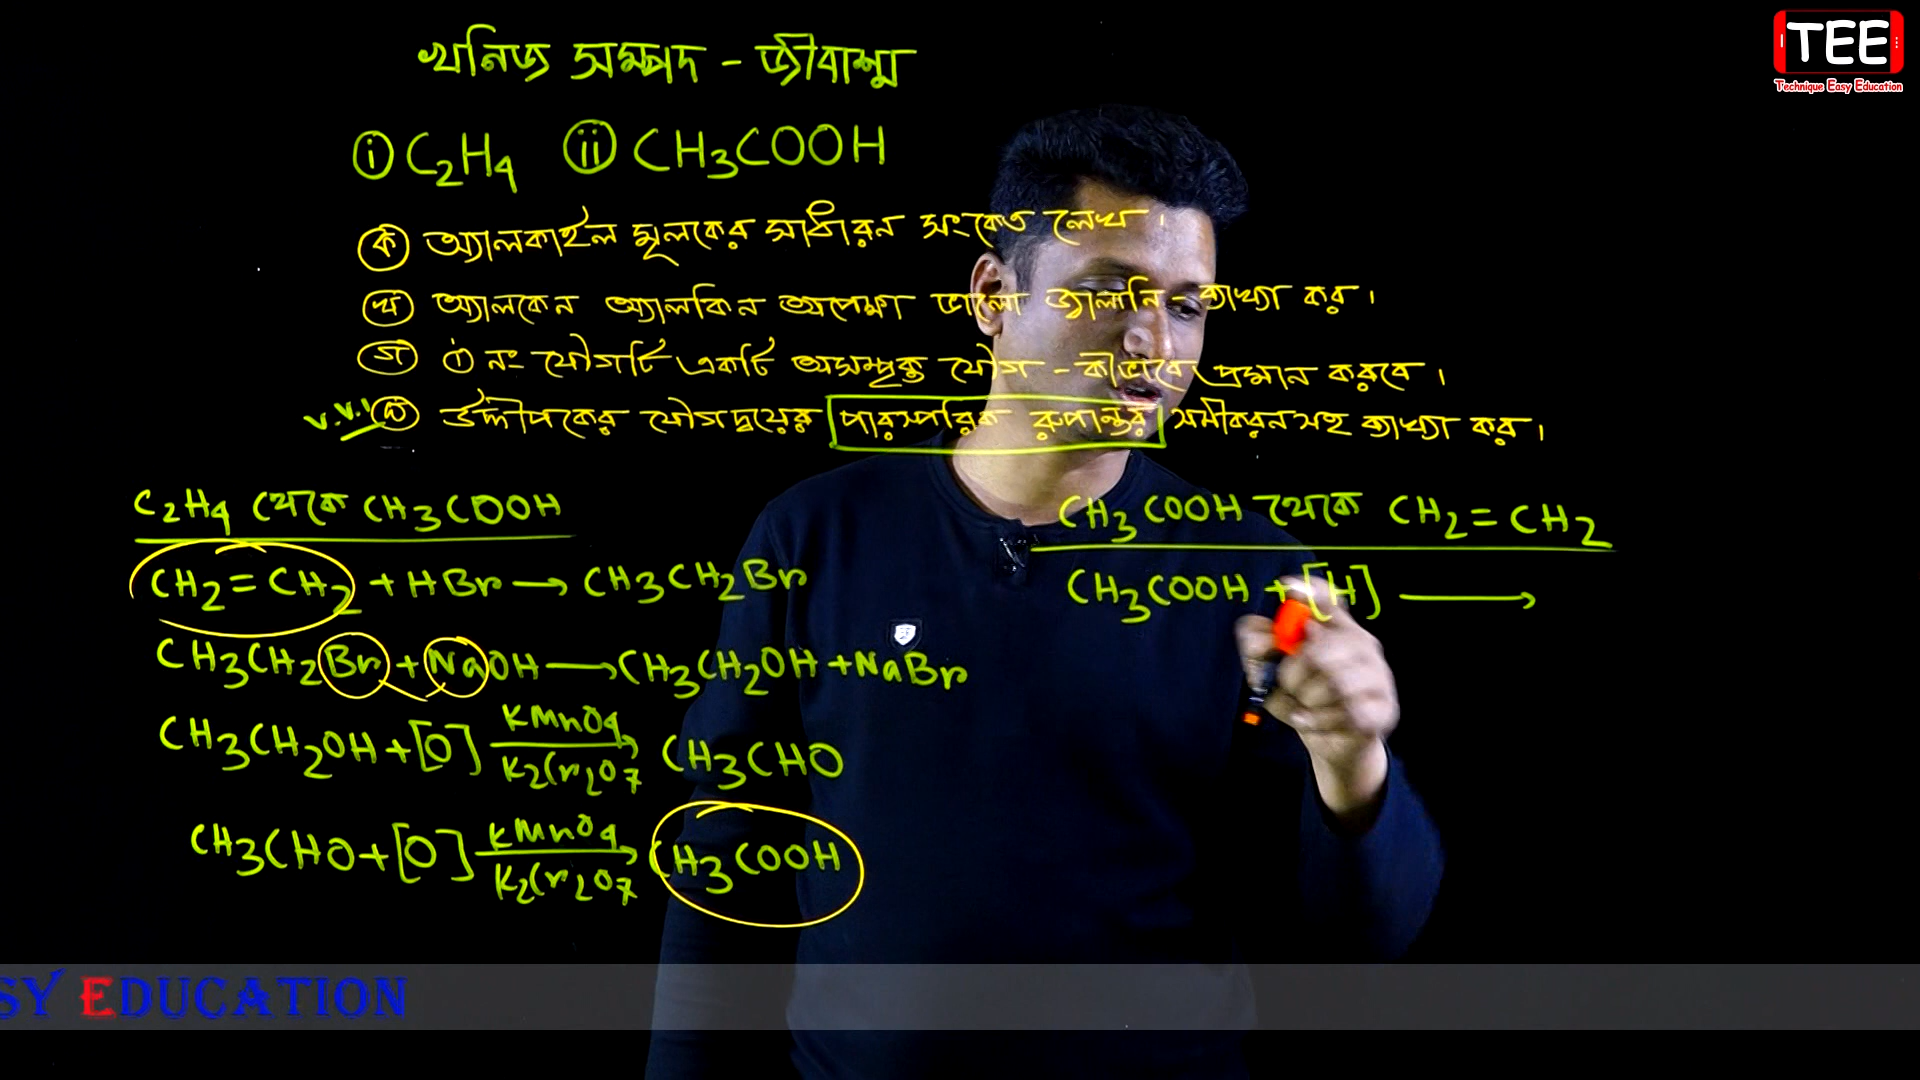 TEE
Technique Easy Education
খনিজ সম্পদ - জীবাশ্ম
ⓘ C2H4 ⓘⓘ CH3COOH
ক অ্যালকাইল মূলকের সাধারন সংকেত লেখ।
খ অ্যালকেন অ্যালকিন অপেক্ষা ভালো জ্বালানি - ব্যাখ্যা কর।
গ i নং যৌগটি একটি অসম্পৃক্ত যৌগ - কীভাবে প্রমান করবে।
v.v.i ঘ উদ্দীপকের যৌগদ্বয়ের পারস্পরিক রুপান্তর সমীকরনসহ ব্যাখ্যা কর।
C2H4 থেকে CH3COOH
CH2=CH2 + HBr → CH3CH2Br
CH3CH2Br + NaOH → CH3CH2OH + NaBr
CH3CH2OH + [O] KMnO4 → K2Cr2O7 CH3CHO
CH3CHO + [O] KMnO4 → K2Cr2O7 CH3COOH
CH3COOH থেকে CH2=CH2
CH3COOH + [H] →
SY EDUCATION